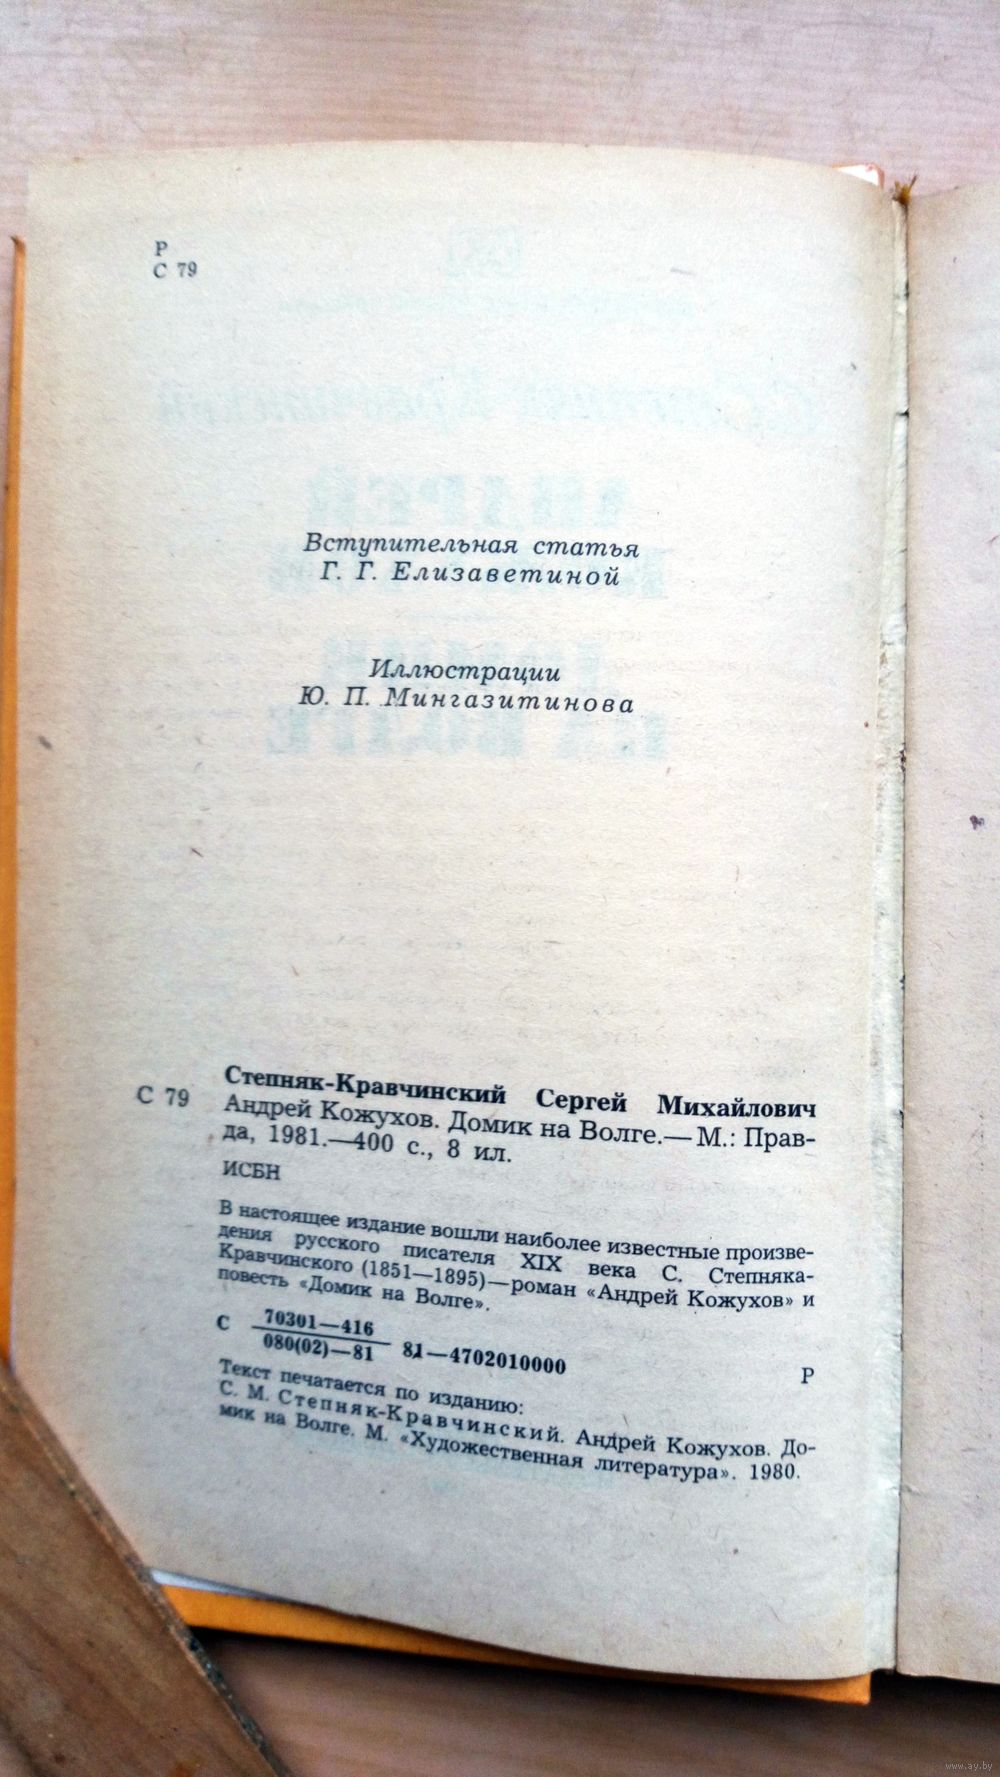 Р
С 79
Вступительная статья
Г. Г. Елизаветиной
Иллюстрации
Ю. П. Мингазитинова
С 79
Степняк-Кравчинский Сергей Михайлович
Андрей Кожухов. Домик на Волге.— М.: Прав-
да, 1981.—400 с., 8 ил.
ИСБН
В настоящее издание вошли наиболее известные произве-
дения русского писателя XIX века С. Степняка-
Кравчинского (1851—1895)—роман «Андрей Кожухов» и
повесть «Домик на Волге».
С 70301—416
080(02)—81 81—4702010000
Р
Текст печатается по изданию:
С. М. Степняк-Кравчинский. Андрей Кожухов. До-
мик на Волге. М. «Художественная литература». 1980.
www.ay.by